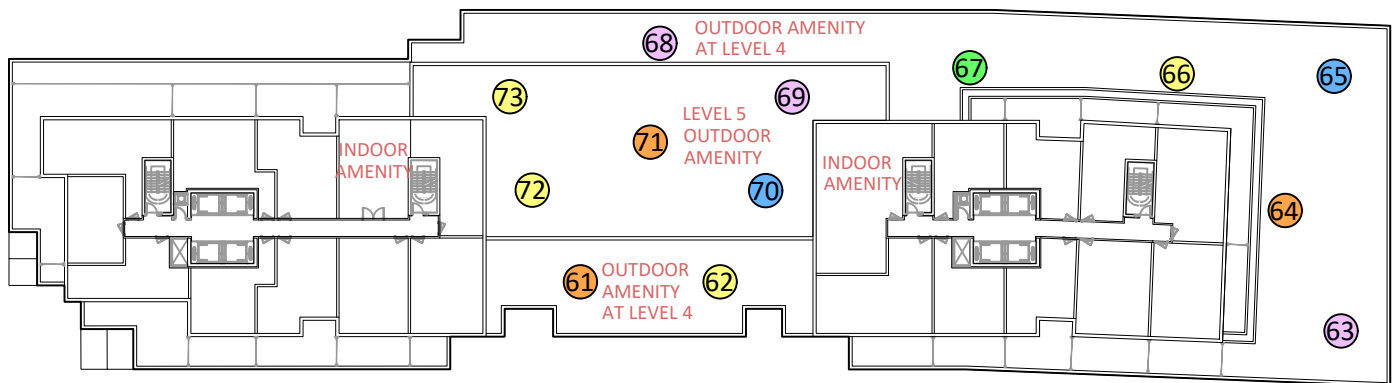 68
OUTDOOR AMENITY
AT LEVEL 4
67
66
65
73
69
LEVEL 5
OUTDOOR
AMENITY
71
INDOOR
AMENITY
INDOOR
AMENITY
72
70
64
61
OUTDOOR
AMENITY
AT LEVEL 4
62
63